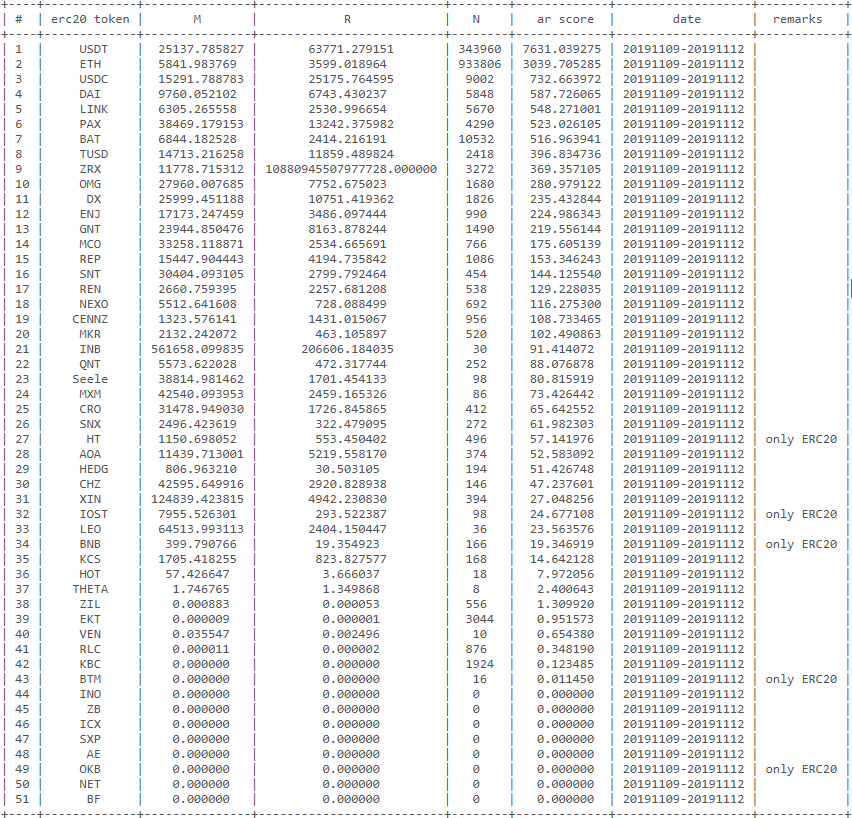 # | erc20 token | M | R | N | ar score | date | remarks
1 | USDT | 25137.785827 | 63771.279151 | 343960 | 7631.039275 | 20191109-20191112 |
2 | ETH | 5841.983769 | 3599.018964 | 933806 | 3039.705285 | 20191109-20191112 |
3 | USDC | 15291.788783 | 25175.764595 | 9002 | 732.663972 | 20191109-20191112 |
4 | DAI | 9760.052102 | 6743.430237 | 5848 | 587.726065 | 20191109-20191112 |
5 | LINK | 6305.265558 | 2530.996654 | 5670 | 548.271001 | 20191109-20191112 |
6 | PAX | 38469.179153 | 13242.375982 | 4290 | 523.026105 | 20191109-20191112 |
7 | BAT | 6844.182528 | 2414.216191 | 10532 | 516.963941 | 20191109-20191112 |
8 | TUSD | 14713.216258 | 11859.489824 | 2418 | 396.834736 | 20191109-20191112 |
9 | ZRX | 11778.715312 | 10880945507977728.000000 | 3272 | 369.357105 | 20191109-20191112 |
10 | OMG | 27960.007685 | 7752.675023 | 1680 | 280.979122 | 20191109-20191112 |
11 | DX | 25999.451188 | 10751.419362 | 1826 | 235.432844 | 20191109-20191112 |
12 | ENJ | 17173.247459 | 3486.097444 | 990 | 224.986343 | 20191109-20191112 |
13 | GNT | 23944.850476 | 8163.878244 | 1490 | 219.556144 | 20191109-20191112 |
14 | MCO | 33258.118871 | 2534.665691 | 766 | 175.605139 | 20191109-20191112 |
15 | REP | 15447.904443 | 4194.735842 | 1086 | 153.346243 | 20191109-20191112 |
16 | SNT | 30404.093105 | 2799.792464 | 454 | 144.125540 | 20191109-20191112 |
17 | REN | 2660.759395 | 2257.681208 | 538 | 129.228035 | 20191109-20191112 |
18 | NEXO | 5512.641608 | 728.088499 | 692 | 116.275300 | 20191109-20191112 |
19 | CENNZ | 1323.576141 | 1431.015067 | 956 | 108.733465 | 20191109-20191112 |
20 | MKR | 2132.242072 | 463.105897 | 520 | 102.490863 | 20191109-20191112 |
21 | INB | 561658.099835 | 206606.184035 | 30 | 91.414072 | 20191109-20191112 |
22 | QNT | 5573.622028 | 472.317744 | 252 | 88.076878 | 20191109-20191112 |
23 | Seele | 38814.981462 | 1701.454133 | 98 | 80.815919 | 20191109-20191112 |
24 | MXM | 42540.093953 | 2459.165326 | 86 | 73.426442 | 20191109-20191112 |
25 | CRO | 31478.949030 | 1726.845865 | 412 | 65.642552 | 20191109-20191112 |
26 | SNX | 2496.423619 | 322.479095 | 272 | 61.982303 | 20191109-20191112 |
27 | HT | 1150.698052 | 553.450402 | 496 | 57.141976 | 20191109-20191112 | only ERC20
28 | AOA | 11439.713001 | 5219.558170 | 374 | 52.583092 | 20191109-20191112 |
29 | HEDG | 806.963210 | 30.503105 | 194 | 51.426748 | 20191109-20191112 |
30 | CHZ | 42595.649916 | 2920.828938 | 146 | 47.237601 | 20191109-20191112 |
31 | XIN | 124839.423815 | 4942.230830 | 394 | 27.048256 | 20191109-20191112 |
32 | IOST | 7955.526301 | 293.522387 | 98 | 24.677108 | 20191109-20191112 | only ERC20
33 | LEO | 64513.993113 | 2404.150447 | 36 | 23.563576 | 20191109-20191112 |
34 | BNB | 399.790766 | 19.354923 | 166 | 19.346919 | 20191109-20191112 | only ERC20
35 | KCS | 1705.418255 | 823.827577 | 168 | 14.642128 | 20191109-20191112 |
36 | HOT | 57.426647 | 3.666037 | 18 | 7.972056 | 20191109-20191112 |
37 | THETA | 1.746765 | 1.349868 | 8 | 2.400643 | 20191109-20191112 |
38 | ZIL | 0.000883 | 0.000053 | 556 | 1.309920 | 20191109-20191112 |
39 | EKT | 0.000009 | 0.000001 | 3044 | 0.951573 | 20191109-20191112 |
40 | VEN | 0.035547 | 0.002496 | 10 | 0.654380 | 20191109-20191112 |
41 | RLC | 0.000011 | 0.000002 | 876 | 0.348190 | 20191109-20191112 |
42 | KBC | 0.000000 | 0.000000 | 1924 | 0.123485 | 20191109-20191112 |
43 | BTM | 0.000000 | 0.000000 | 16 | 0.011450 | 20191109-20191112 | only ERC20
44 | INO | 0.000000 | 0.000000 | 0 | 0.000000 | 20191109-20191112 |
45 | ZB | 0.000000 | 0.000000 | 0 | 0.000000 | 20191109-20191112 |
46 | ICX | 0.000000 | 0.000000 | 0 | 0.000000 | 20191109-20191112 |
47 | SXP | 0.000000 | 0.000000 | 0 | 0.000000 | 20191109-20191112 |
48 | AE | 0.000000 | 0.000000 | 0 | 0.000000 | 20191109-20191112 |
49 | OKB | 0.000000 | 0.000000 | 0 | 0.000000 | 20191109-20191112 | only ERC20
50 | NET | 0.000000 | 0.000000 | 0 | 0.000000 | 20191109-20191112 |
51 | BF | 0.000000 | 0.000000 | 0 | 0.000000 | 20191109-20191112 |